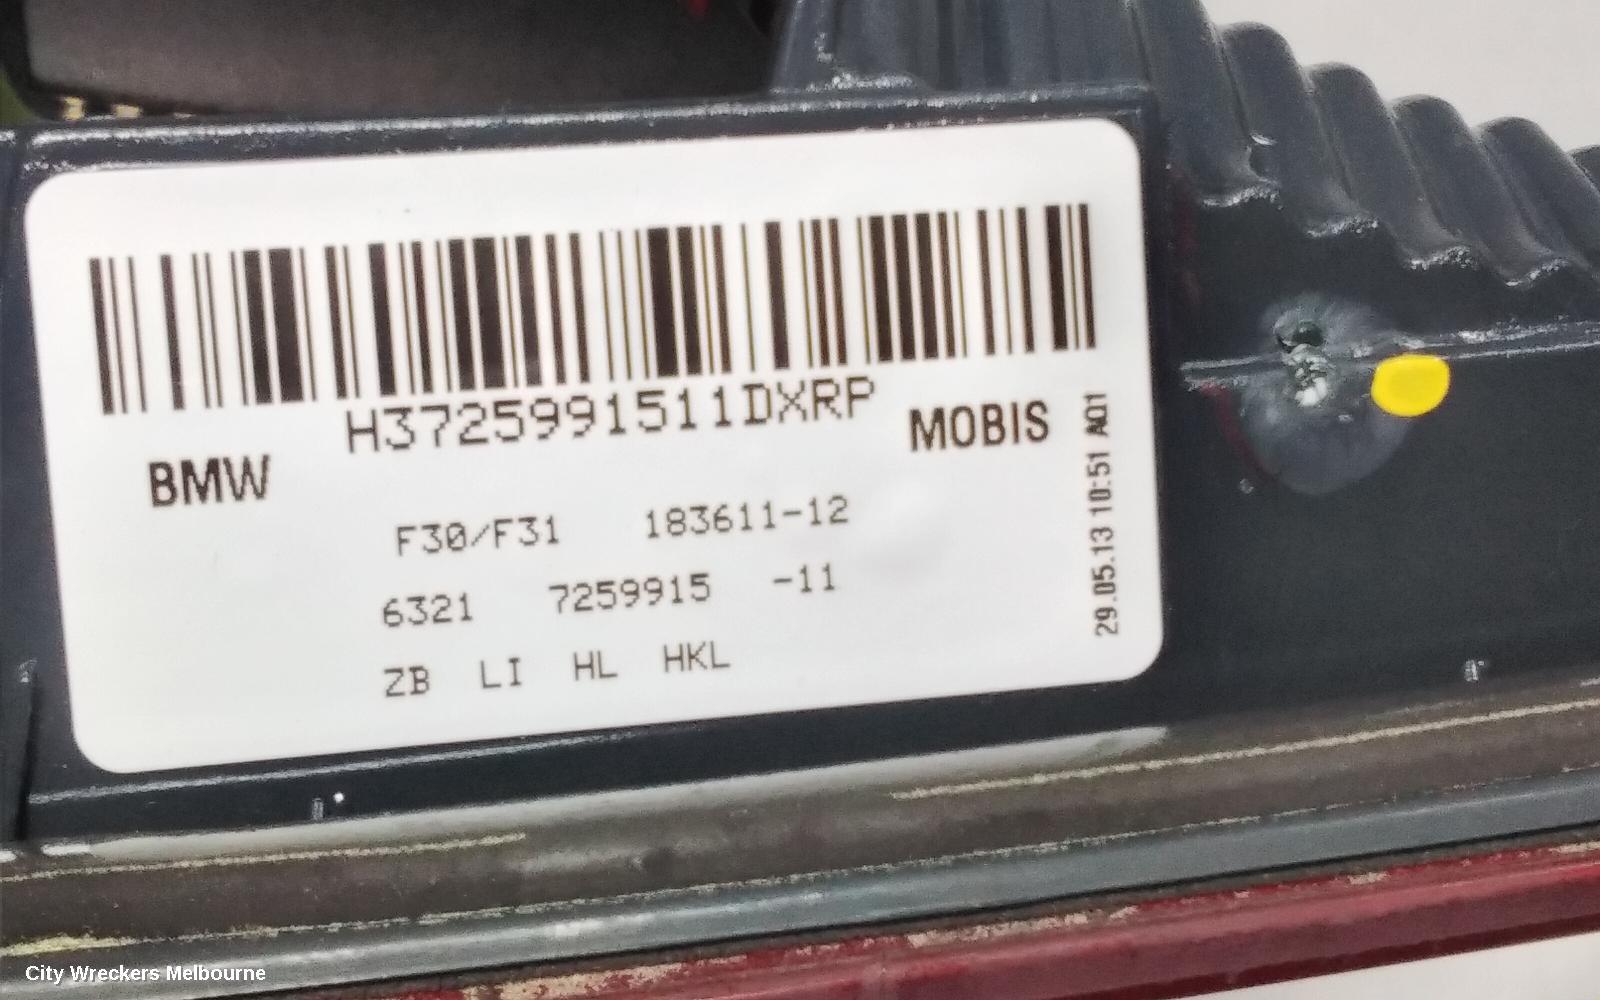 H3725991511DXRP
BMW
MOBIS
F30/F31 183611-12
6321 7259915 -11
ZB LI HL HKL
29.05.13 10:51 A01
City Wreckers Melbourne